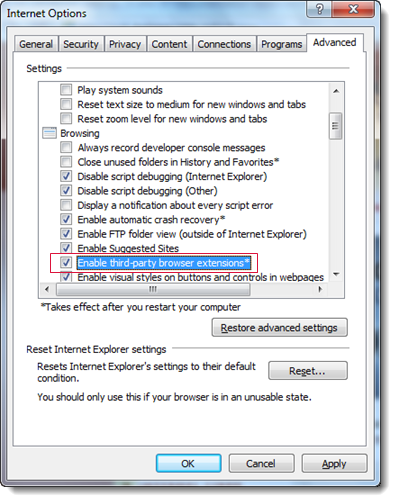 Internet Options
General Security Privacy Content Connections Programs Advanced
Settings
Play system sounds
Reset text size to medium for new windows and tabs
Reset zoom level for new windows and tabs
Browsing
Always record developer console messages
Close unused folders in History and Favorites*
Disable script debugging (Internet Explorer)
Disable script debugging (Other)
Display a notification about every script error
Enable automatic crash recovery*
Enable FTP folder view (outside of Internet Explorer)
Enable Suggested Sites
Enable third-party browser extensions*
Enable visual styles on buttons and controls in webpages
*Takes effect after you restart your computer
Restore advanced settings
Reset Internet Explorer settings
Resets Internet Explorer's settings to their default
condition.
Reset...
You should only use this if your browser is in an unusable state.
OK Cancel Apply